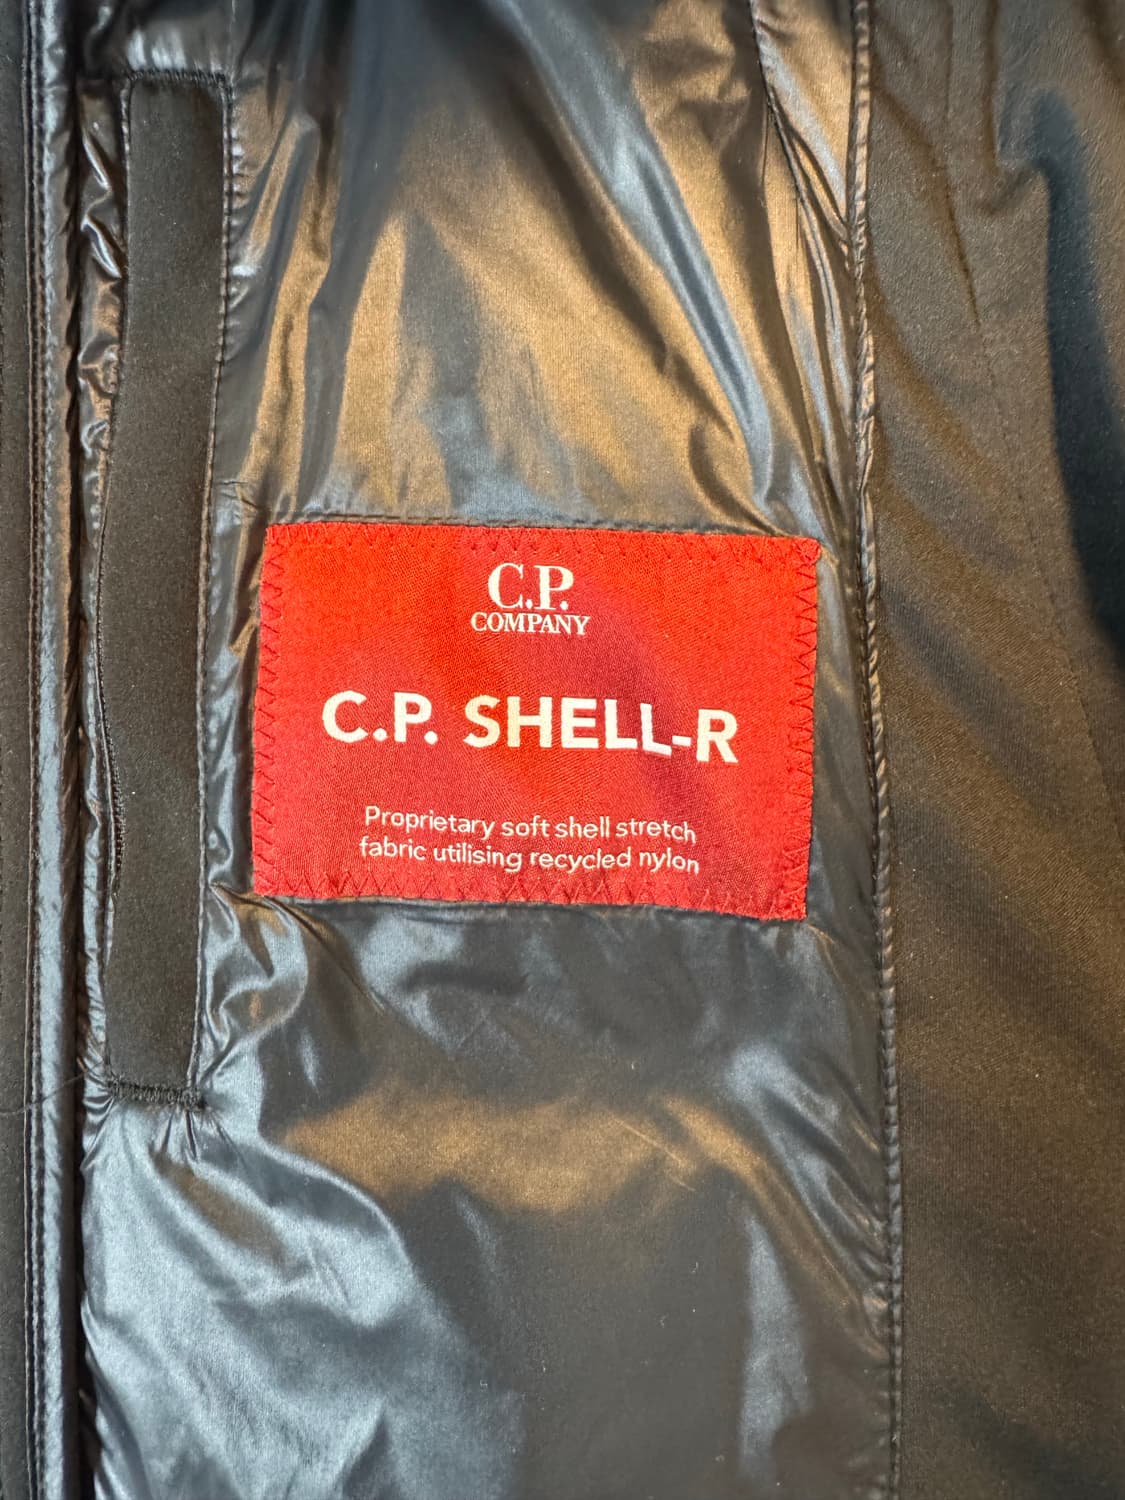 C.P.
COMPANY
C.P. SHELL-R
Proprietary soft shell stretch
fabric utilising recycled nylon